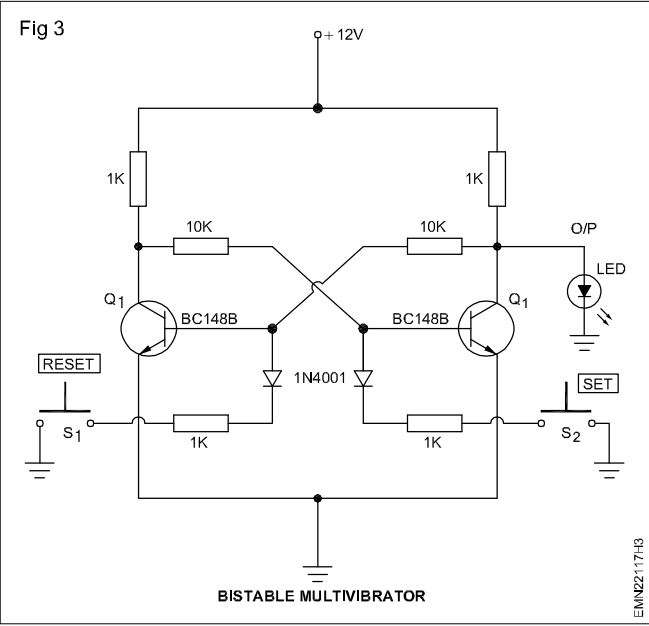 Fig 3
+ 12V
1K
1K
10K
10K
O/P
LED
Q1
BC148B
BC148B
Q1
RESET
1N4001
SET
S1
1K
1K
S2
BISTABLE MULTIVIBRATOR
EMN22117H3